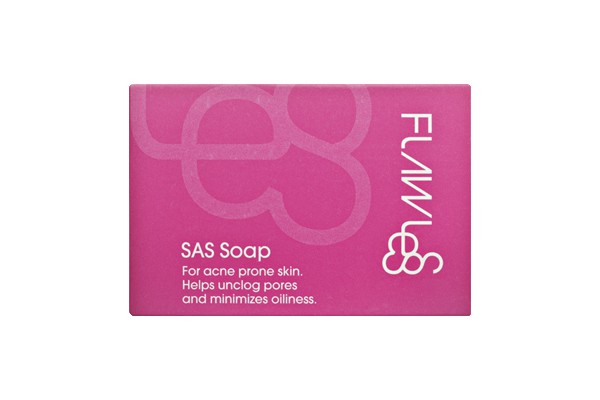 FLAWLESS
SAS Soap
For acne prone skin.
Helps unclog pores
and minimizes oiliness.